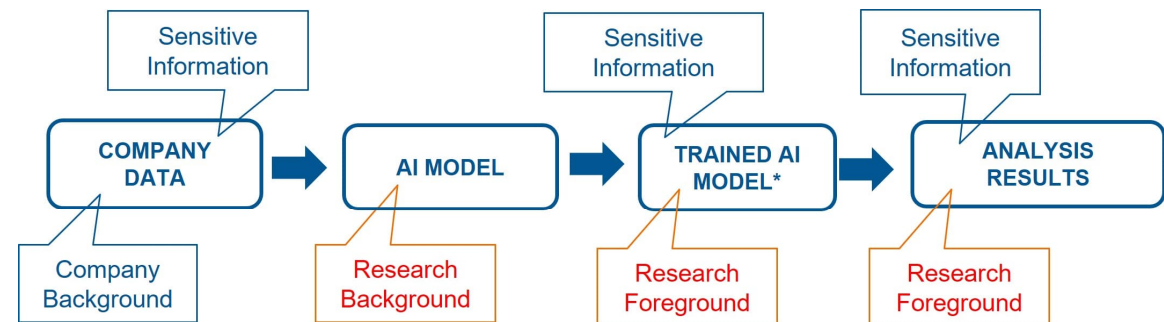 Sensitive
Information
Sensitive
Information
Sensitive
Information
COMPANY
DATA
AI MODEL
TRAINED AI
MODEL*
ANALYSIS
RESULTS
Company
Background
Research
Background
Research
Foreground
Research
Foreground